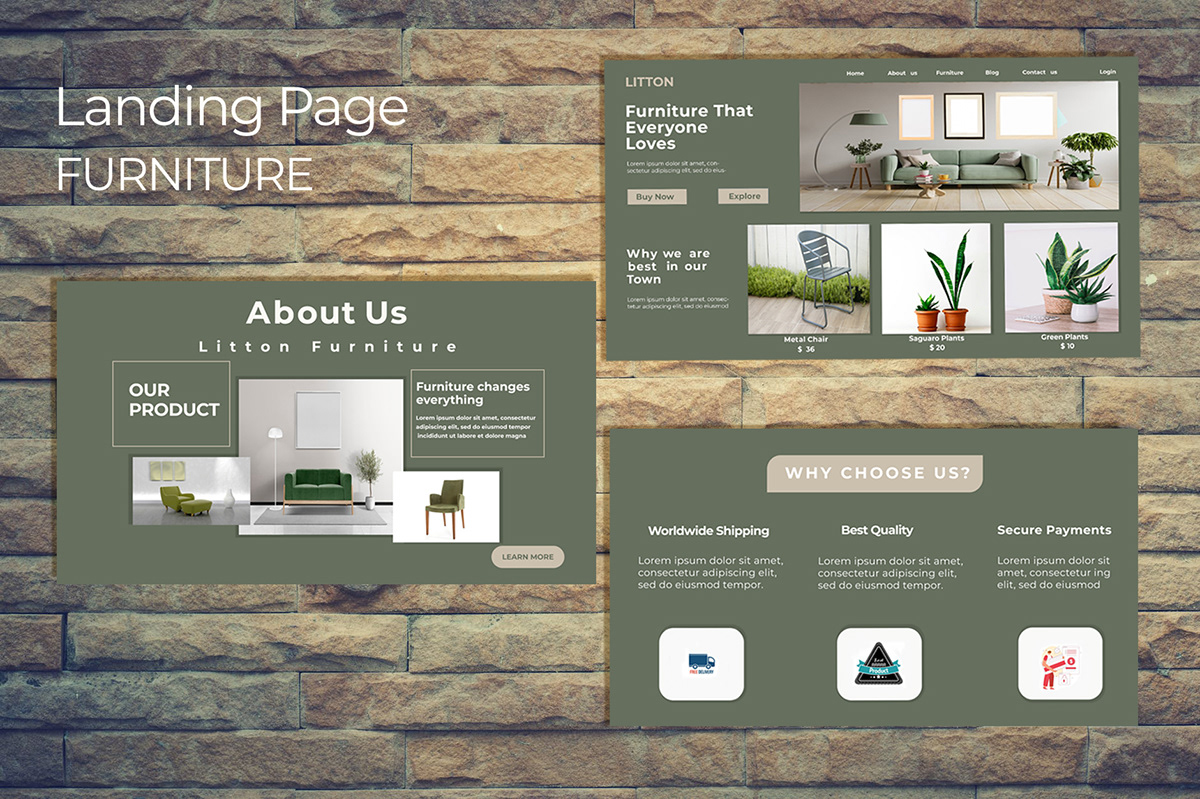 Landing Page
FURNITURE
LITTON
Home About us Furniture Blog Contact us Login
Furniture That
Everyone
Loves
Lorem ipsum dolor sit amet, con-
sectetur adipiscing elit, sed do eius-
Buy Now Explore
Why we are
best in our
Town
Lorem ipsum dolor sit amet, consec-
tetur adipiscing elit, sed do eiusmod
Metal Chair
$ 36
Saguaro Plants
$ 20
Green Plants
$ 10
About Us
Litton Furniture
OUR
PRODUCT
Furniture changes
everything
Lorem ipsum dolor sit amet, consectetur
adipiscing elit, sed do eiusmod tempor
incididunt ut labore et dolore magna
LEARN MORE
WHY CHOOSE US?
Worldwide Shipping
Lorem ipsum dolor sit amet,
consectetur adipiscing elit,
sed do eiusmod tempor.
Best Quality
Lorem ipsum dolor sit amet,
consectetur adipiscing elit,
sed do eiusmod tempor.
Secure Payments
Lorem ipsum dolor sit
amet, consectetur ing
elit, sed do eiusmod
FREE DELIVERY
Product